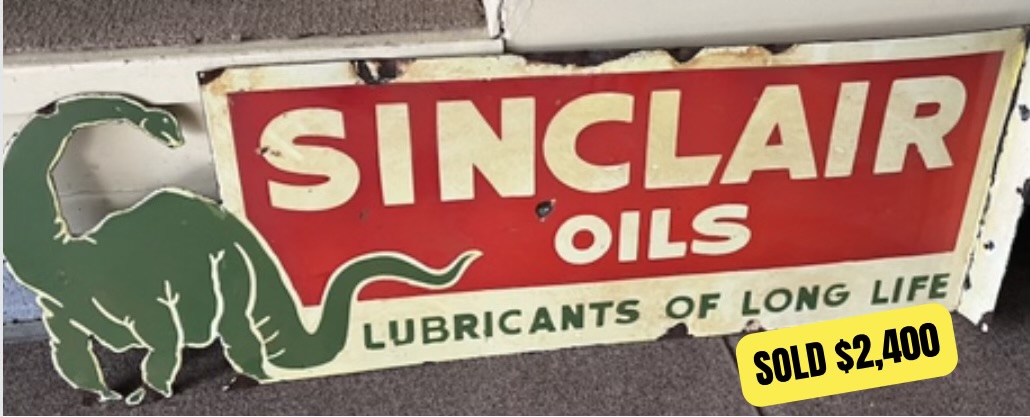 SINCLAIR
OILS
LUBRICANTS OF LONG LIFE
SOLD $2,400